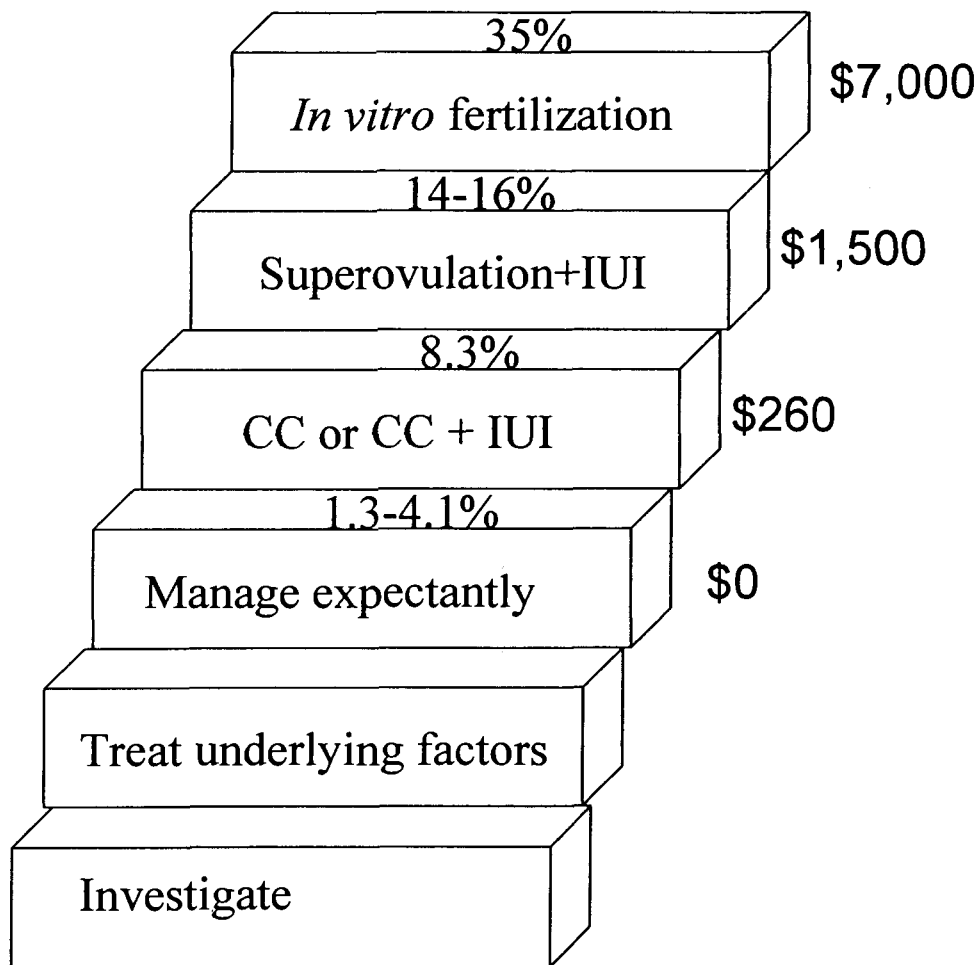 35%
In vitro fertilization
$7,000
14-16%
Superovulation+IUI
$1,500
8.3%
CC or CC + IUI
$260
1.3-4.1%
Manage expectantly
$0
Treat underlying factors
Investigate